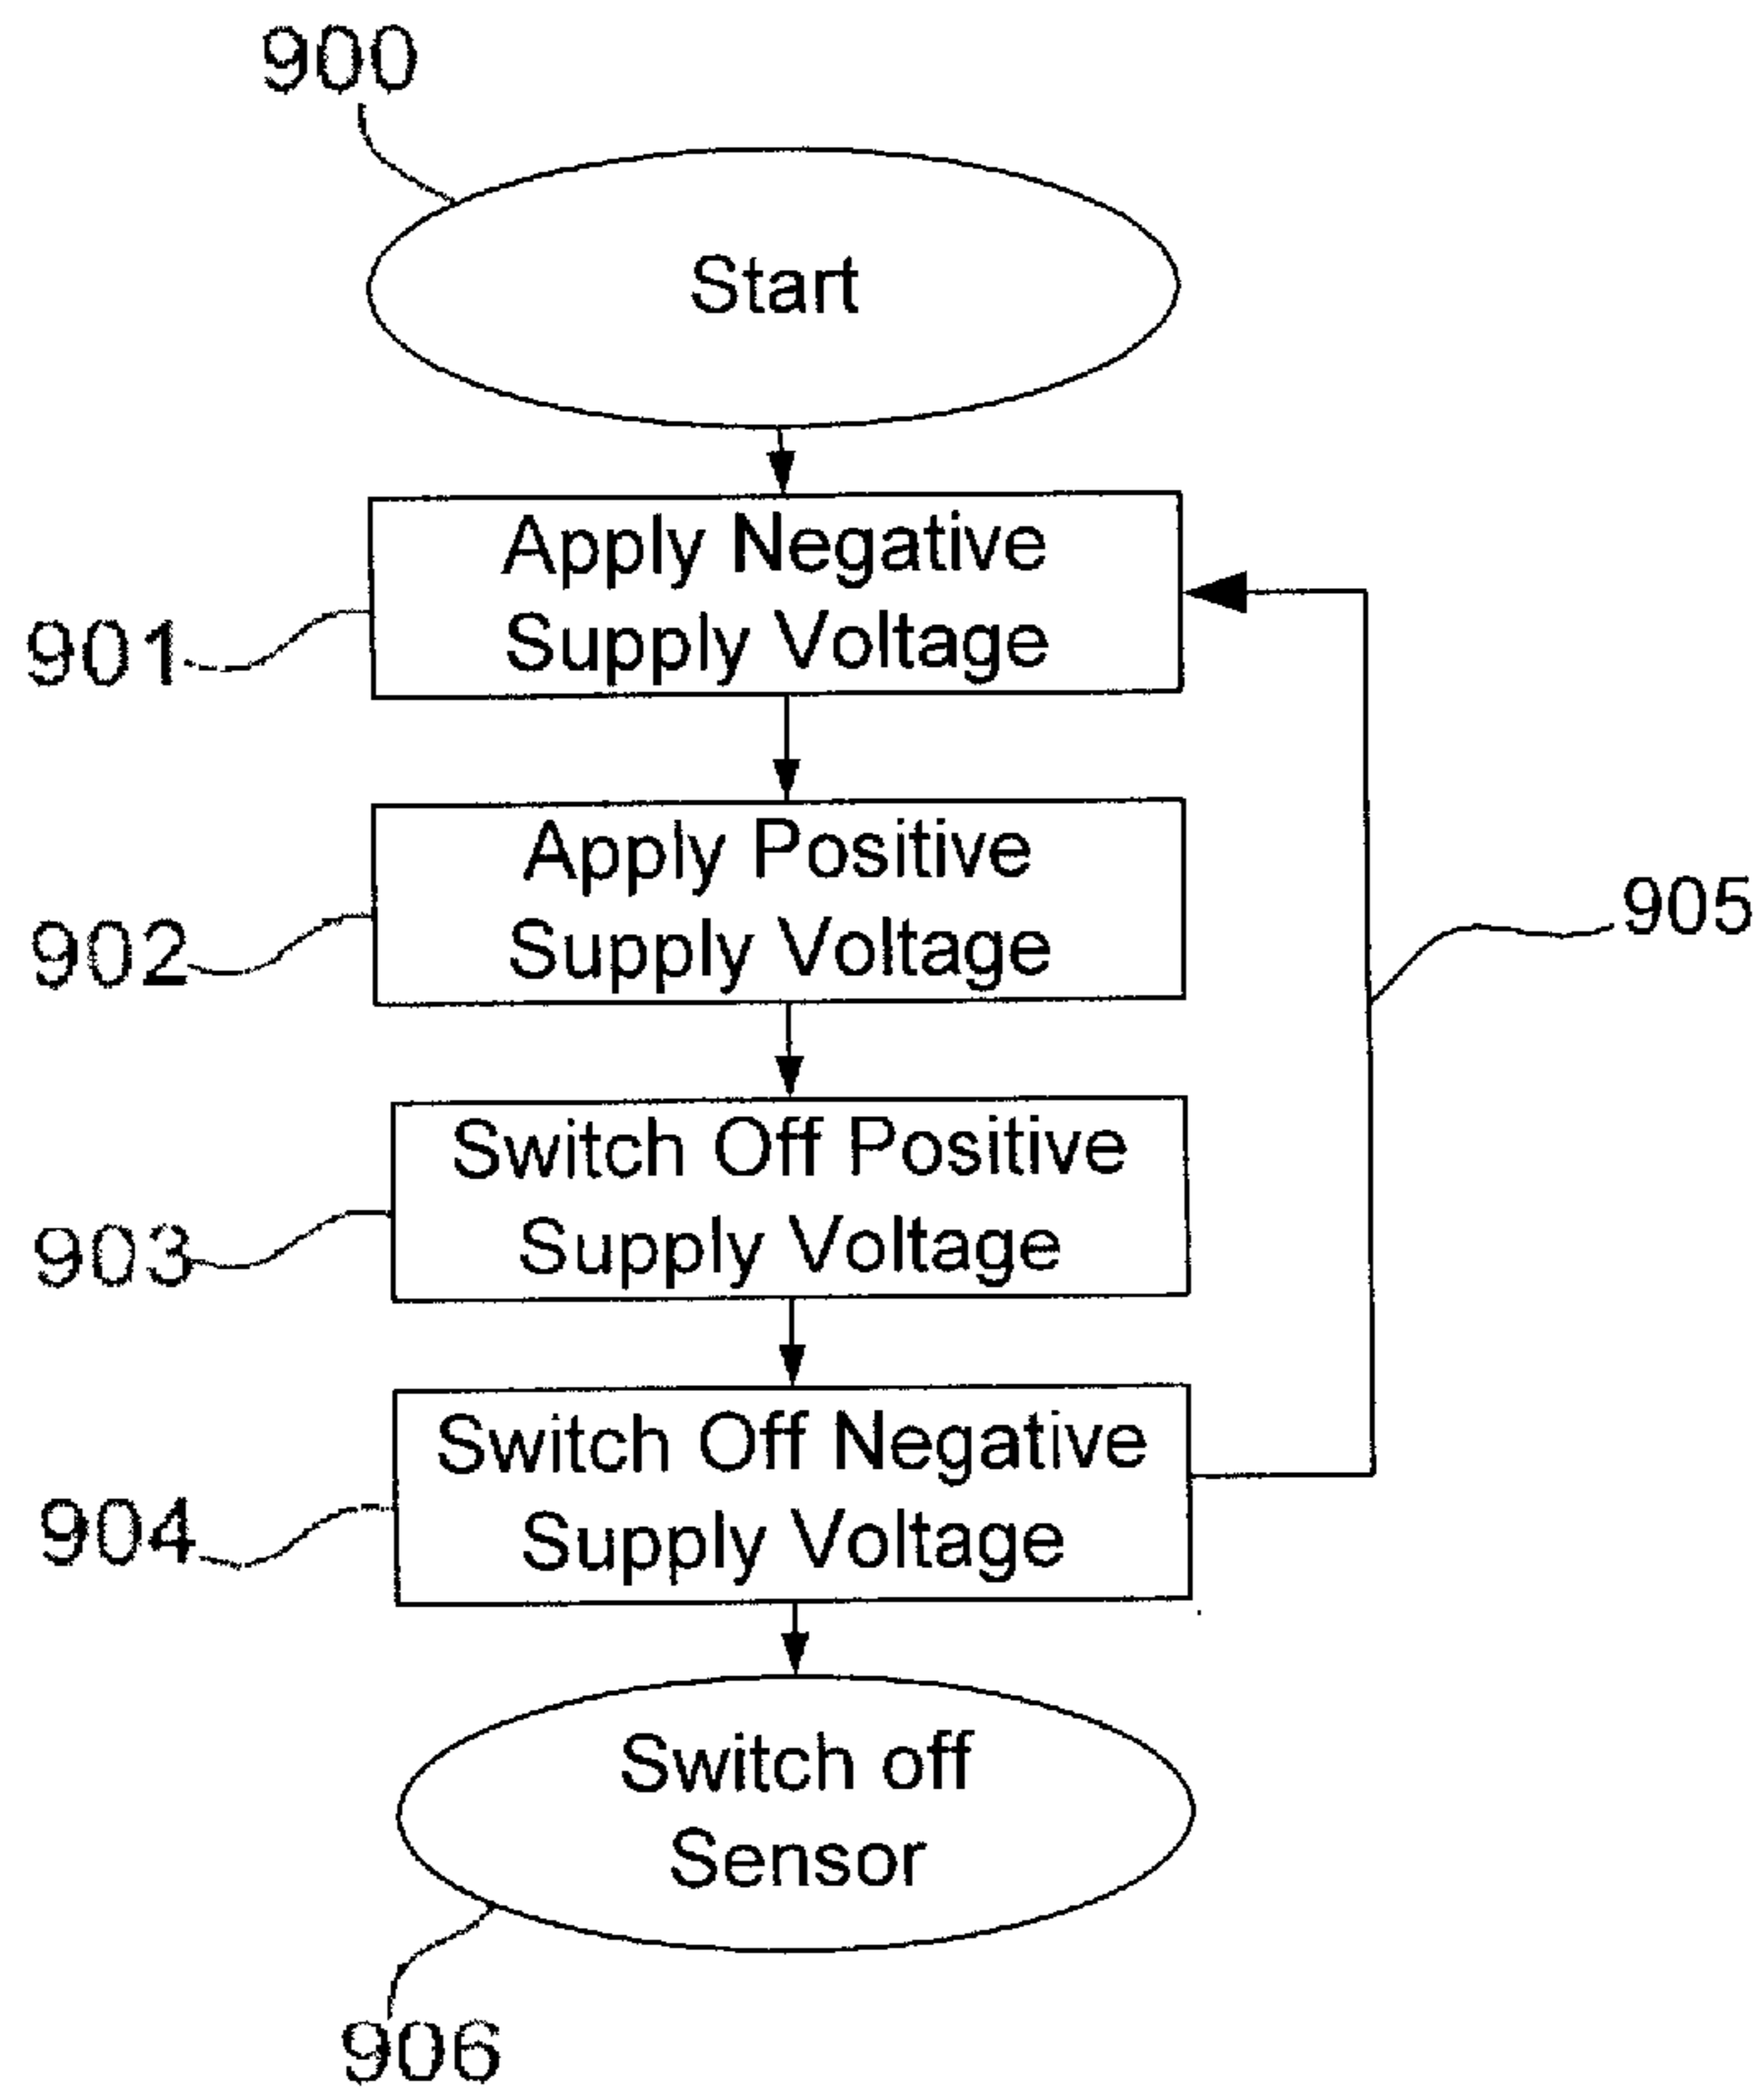 900
Start
Apply Negative
Supply Voltage
901
Apply Positive
Supply Voltage
902
905
Switch Off Positive
Supply Voltage
903
Switch Off Negative
Supply Voltage
904
Switch off
Sensor
906